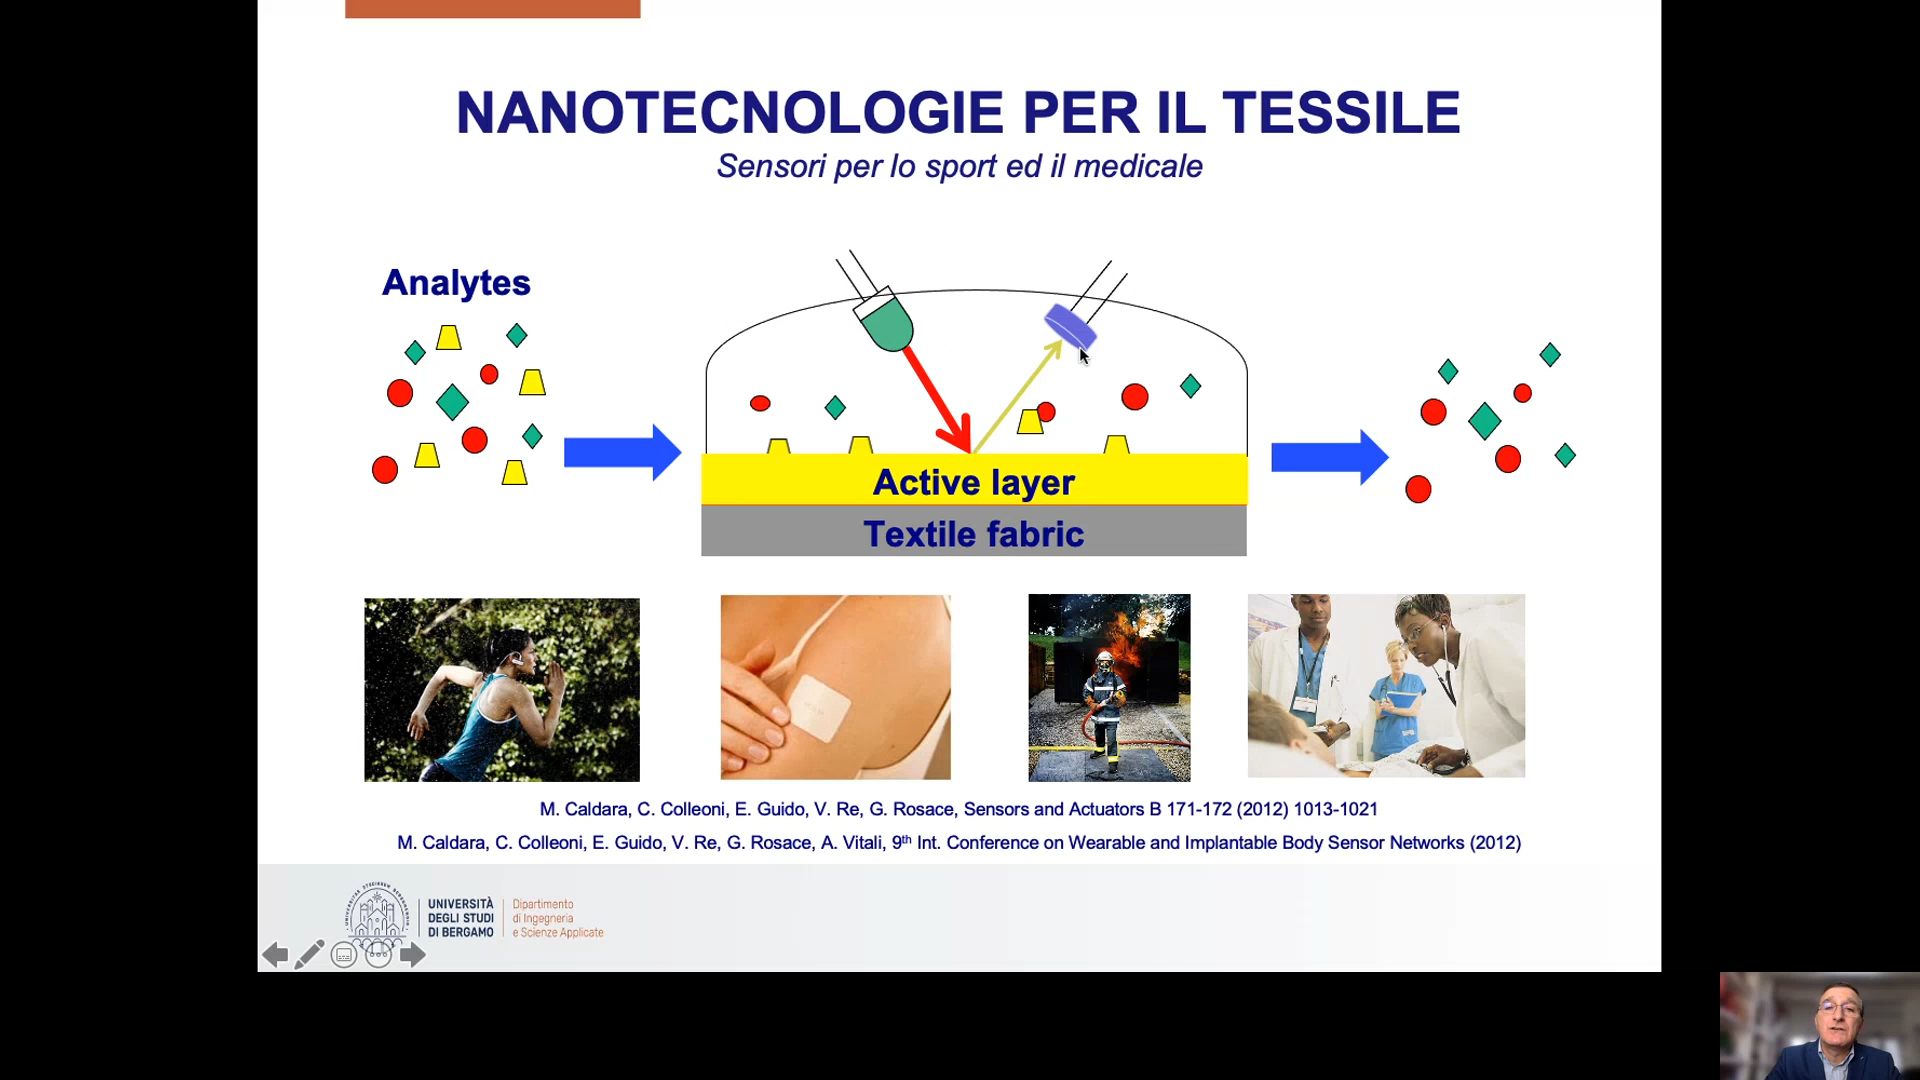 NANOTECNOLOGIE PER IL TESSILE
Sensori per lo sport ed il medicale
Analytes
Active layer
Textile fabric
M. Caldara, C. Colleoni, E. Guido, V. Re, G. Rosace, Sensors and Actuators B 171-172 (2012) 1013-1021
M. Caldara, C. Colleoni, E. Guido, V. Re, G. Rosace, A. Vitali, 9th Int. Conference on Wearable and Implantable Body Sensor Networks (2012)
UNIVERSITÀ
DEGLI STUDI
DI BERGAMO
Dipartimento
di Ingegneria
e Scienze Applicate